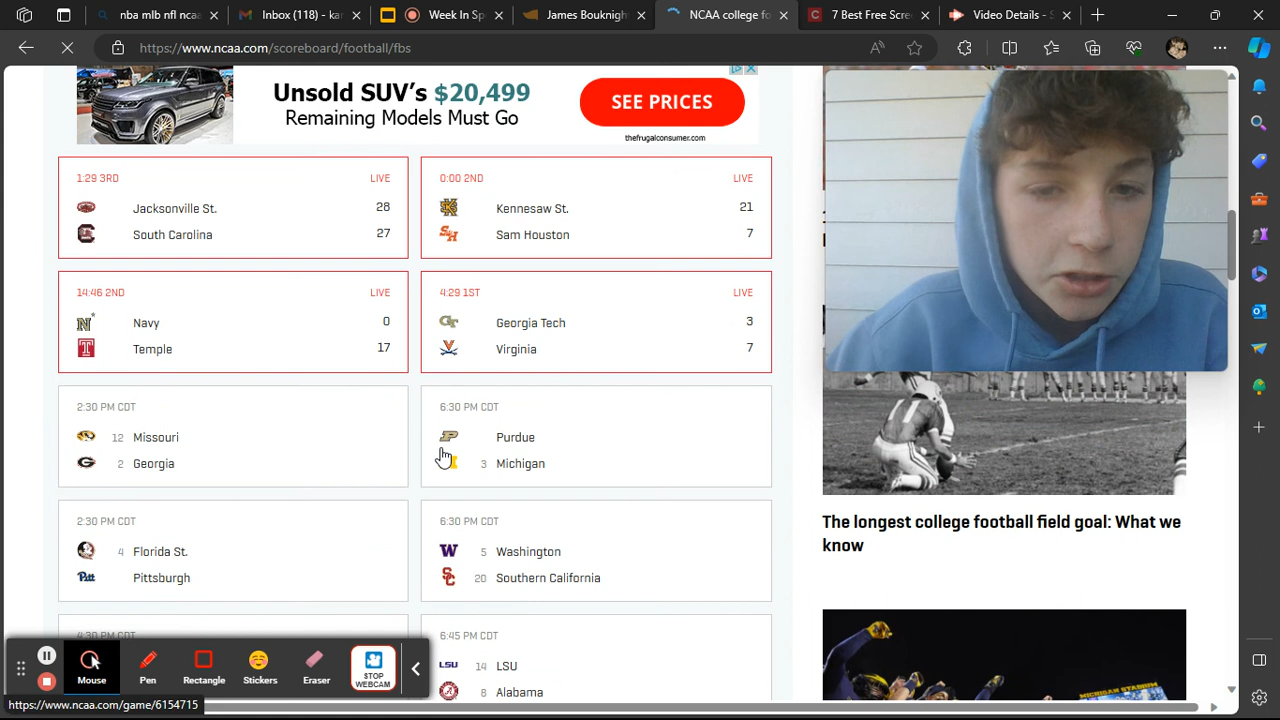 nba mlb nfl ncaa
Inbox (118) - kar
Week In Sp
James Bouknigh
NCAA college fo
7 Best Free Scre
Video Details - S
https://www.ncaa.com/scoreboard/football/fbs
Unsold SUV's $20,499
Remaining Models Must Go
SEE PRICES
thefrugalconsumer.com
1:29 3RD LIVE
Jacksonville St. 28
South Carolina 27
0:00 2ND LIVE
Kennesaw St. 21
Sam Houston 7
14:46 2ND LIVE
Navy 0
Temple 17
4:29 1ST LIVE
Georgia Tech 3
Virginia 7
2:30 PM CDT
12 Missouri
2 Georgia
6:30 PM CDT
Purdue
3 Michigan
2:30 PM CDT
4 Florida St.
Pittsburgh
6:30 PM CDT
5 Washington
20 Southern California
4:30 PM CDT
6:45 PM CDT
14 LSU
8 Alabama
The longest college football field goal: What we
know
Mouse
Pen
Rectangle
Stickers
Eraser
STOP
WEBCAM
https://www.ncaa.com/game/6154715